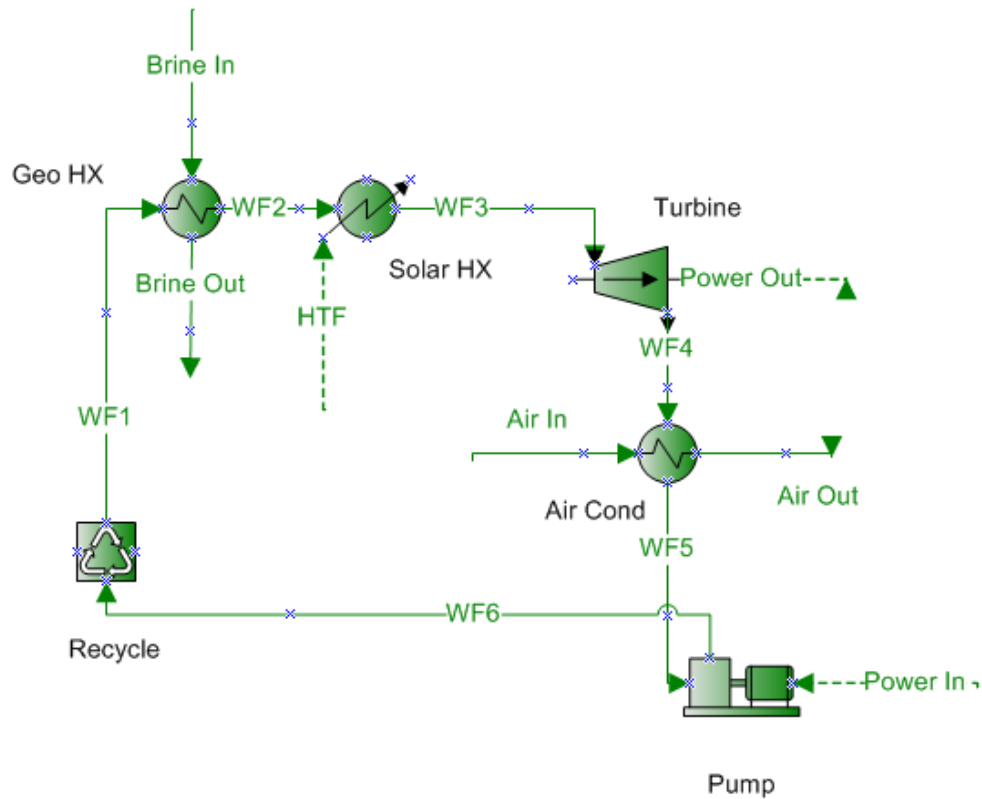 Brine In
Geo HX
WF2
WF3
Turbine
Solar HX
Power Out
Brine Out
HTF
WF4
WF1
Air In
Air Out
Air Cond
WF5
WF6
Recycle
Power In
Pump